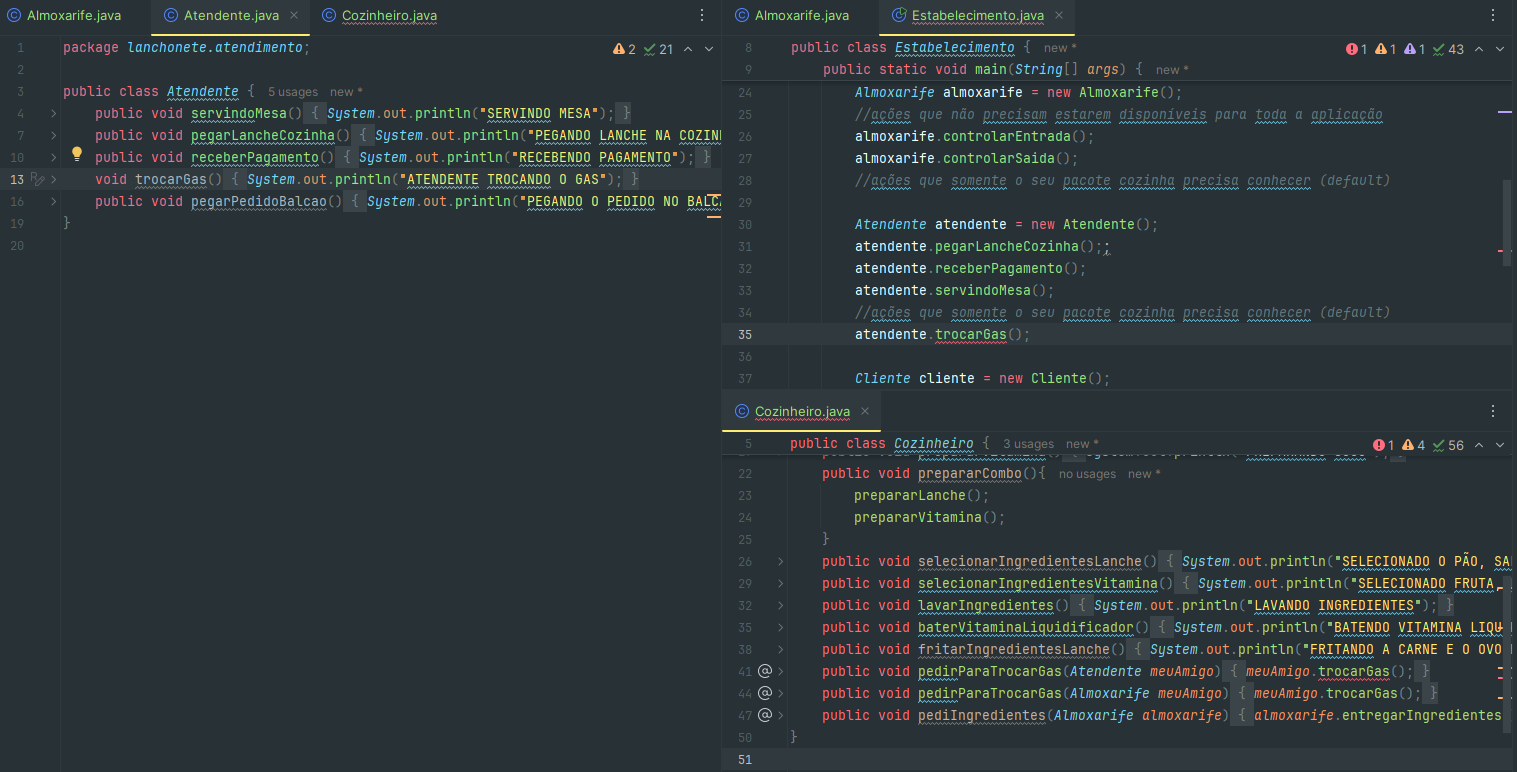 Almoxarife.java
Atendente.java ×
Cozinheiro.java
1 package lanchonete.atendimento;
2 21
2
3 public class Atendente { 5 usages new *
4 public void servindoMesa() { System.out.println("SERVINDO MESA"); }
7 public void pegarLancheCozinha() { System.out.println("PEGANDO LANCHE NA COZIN
10 public void receberPagamento() { System.out.println("RECEBENDO PAGAMENTO"); }
13 void trocarGas() { System.out.println("ATENDENTE TROCANDO O GAS"); }
16 public void pegarPedidoBalcao() { System.out.println("PEGANDO O PEDIDO NO BALCA
19 }
20
Almoxarife.java
Estabelecimento.java ×
8 public class Estabelecimento { new *
1 1 1 43
9 public static void main(String[] args) { new *
24 Almoxarife almoxarife = new Almoxarife();
25 //ações que não precisam estarem disponíveis para toda a aplicação
26 almoxarife.controlarEntrada();
27 almoxarife.controlarSaida();
28 //ações que somente o seu pacote cozinha precisa conhecer (default)
29
30 Atendente atendente = new Atendente();
31 atendente.pegarLancheCozinha();;
32 atendente.receberPagamento();
33 atendente.servindoMesa();
34 //ações que somente o seu pacote cozinha precisa conhecer (default)
35 atendente.trocarGas();
36
37 Cliente cliente = new Cliente();
Cozinheiro.java ×
5 public class Cozinheiro { 3 usages new *
1 4 56
22 public void prepararCombo(){ no usages new *
23 prepararLanche();
24 prepararVitamina();
25 }
26 public void selecionarIngredientesLanche() { System.out.println("SELECIONADO O PÃO, SA
29 public void selecionarIngredientesVitamina() { System.out.println("SELECIONADO FRUTA,
32 public void lavarIngredientes() { System.out.println("LAVANDO INGREDIENTES"); }
35 public void baterVitaminaLiquidificador() { System.out.println("BATENDO VITAMINA LIQU
38 public void fritarIngredientesLanche() { System.out.println("FRITANDO A CARNE E O OVO
41 public void pedirParaTrocarGas(Atendente meuAmigo) { meuAmigo.trocarGas(); }
44 public void pedirParaTrocarGas(Almoxarife meuAmigo) { meuAmigo.trocarGas(); }
47 public void pediIngredientes(Almoxarife almoxarife) { almoxarife.entregarIngredientes
50 }
51